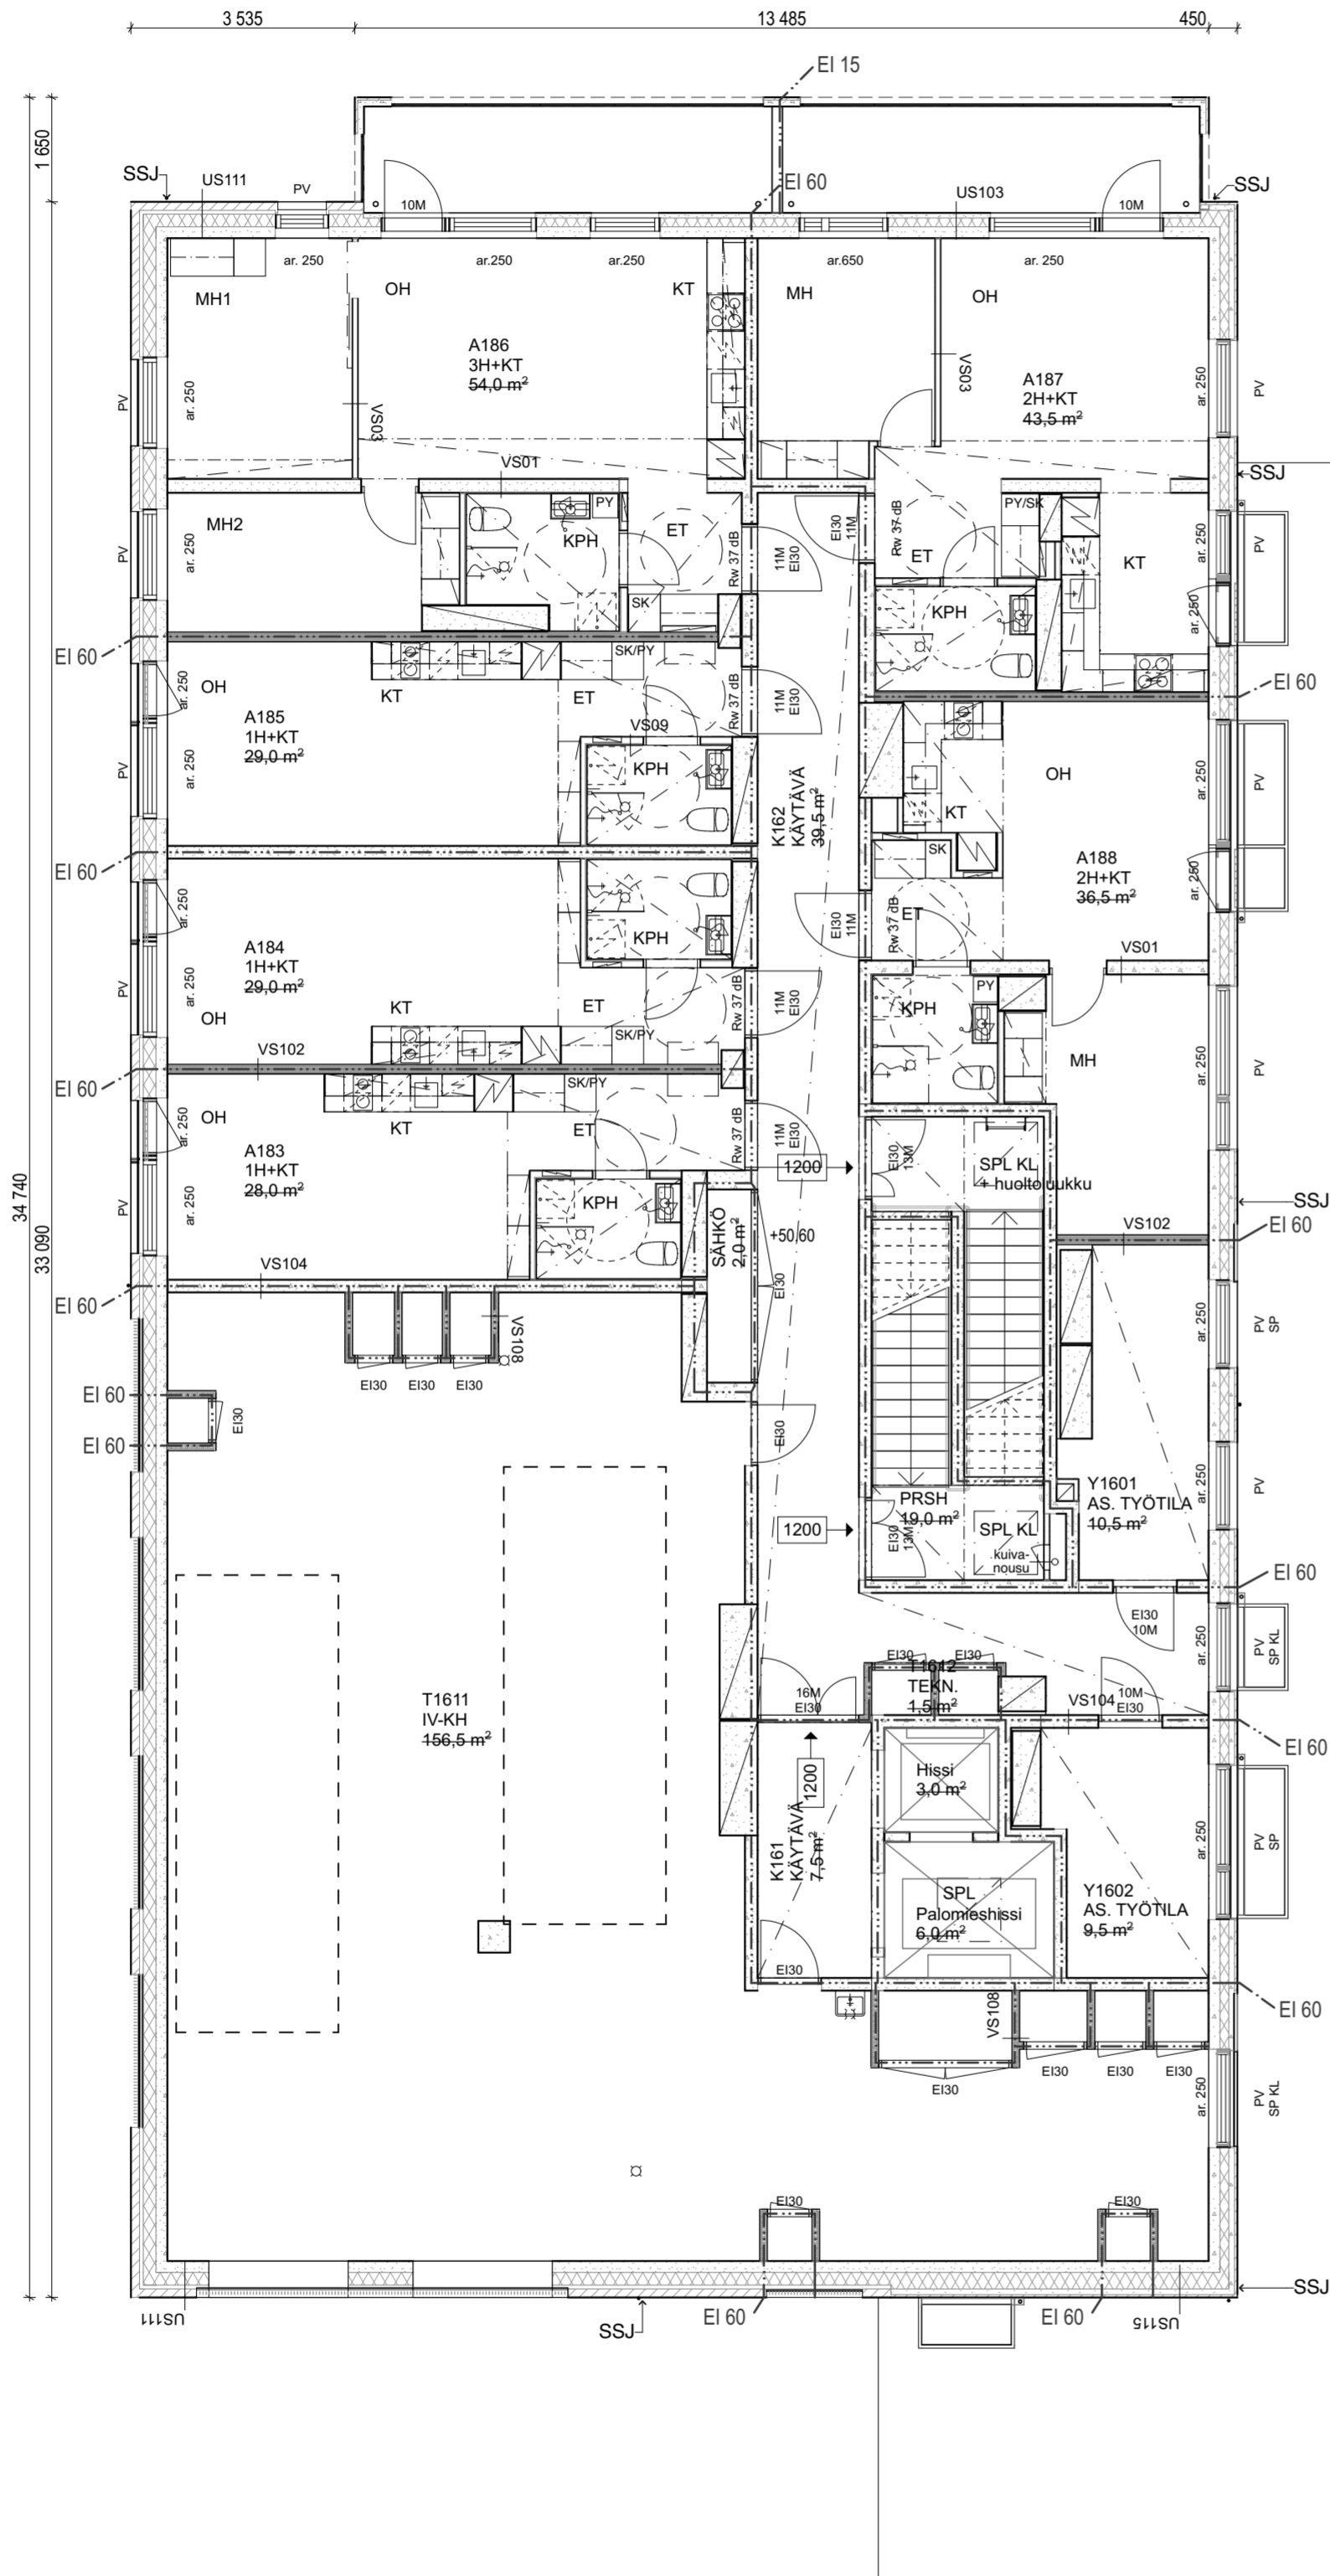 3 535
13 485
450
EI 15
1 650
34 740
33 090
SSJ
US111
PV
10M
EI 60
US103
10M
SSJ
ar. 250
ar.250
ar.250
ar.650
ar. 250
MH1
OH
KT
MH
OH
A186
3H+KT
54,0 m²
A187
2H+KT
43,5 m²
VS03
VS03
PV
ar. 250
ar. 250
PV
VS01
SSJ
MH2
PY
KPH
ET
Rw 37 dB
11M
EI30
EI30
11M
Rw 37 dB
ET
PY/SK
KT
PV
ar. 250
ar. 250
PV
ar. 250
SK
KPH
EI 60
EI 60
SK/PY
OH
KT
ET
ar. 250
A185
1H+KT
29,0 m²
VS09
Rw 37 dB
11M
EI30
PV
ar. 250
KPH
K162
KÄYTÄVÄ
39,5 m²
OH
KT
ar. 250
PV
SK
A188
2H+KT
36,5 m²
ar. 250
EI 60
KPH
ET
Rw 37 dB
EI30
11M
ar. 250
A184
1H+KT
29,0 m²
OH
KT
ET
SK/PY
Rw 37 dB
11M
EI30
PV
ar. 250
VS01
KPH
PY
MH
ar. 250
PV
VS102
EI 60
SK/PY
OH
KT
ET
ar. 250
A183
1H+KT
28,0 m²
Rw 37 dB
11M
EI30
1200
EI30
13M
SPL KL
+ huoltoluukku
PV
ar. 250
KPH
SÄHKÖ
2,0 m²
+50,60
EI30
SSJ
EI 60
VS102
VS104
EI 60
VS108
EI30
EI30
EI30
EI 60
EI30
EI 60
EI30
ar. 250
PV
SP
Y1601
AS. TYÖTILA
10,5 m²
ar. 250
PV
PRSH
19,0 m²
1200
EI30
13M
SPL KL
kuiva-
nousu
EI 60
EI30
10M
ar. 250
PV
SP KL
T1611
IV-KH
156,5 m²
16M
EI30
EI30
EI30
T1612
TEKN.
1,5 m²
VS104
10M
EI30
EI 60
1200
Hissi
3,0 m²
K161
KÄYTÄVÄ
7,5 m²
ar. 250
PV
SP
SPL
Palomieshissi
6,0 m²
Y1602
AS. TYÖTILA
9,5 m²
EI30
EI 60
VS108
EI30
EI30
EI30
EI30
ar. 250
PV
SP KL
EI30
EI30
US111
SSJ
EI 60
EI 60
US115
SSJ